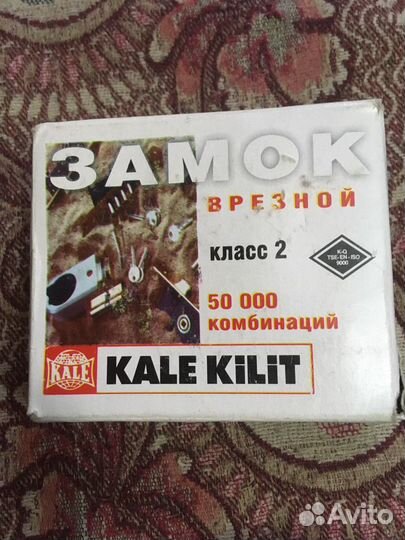 ЗАМОК
ВРЕЗНОЙ
класс 2
K-Q
TSE-EN-ISO
9000
50 000
комбинаций
KALE
KALE KiLiT
Avito